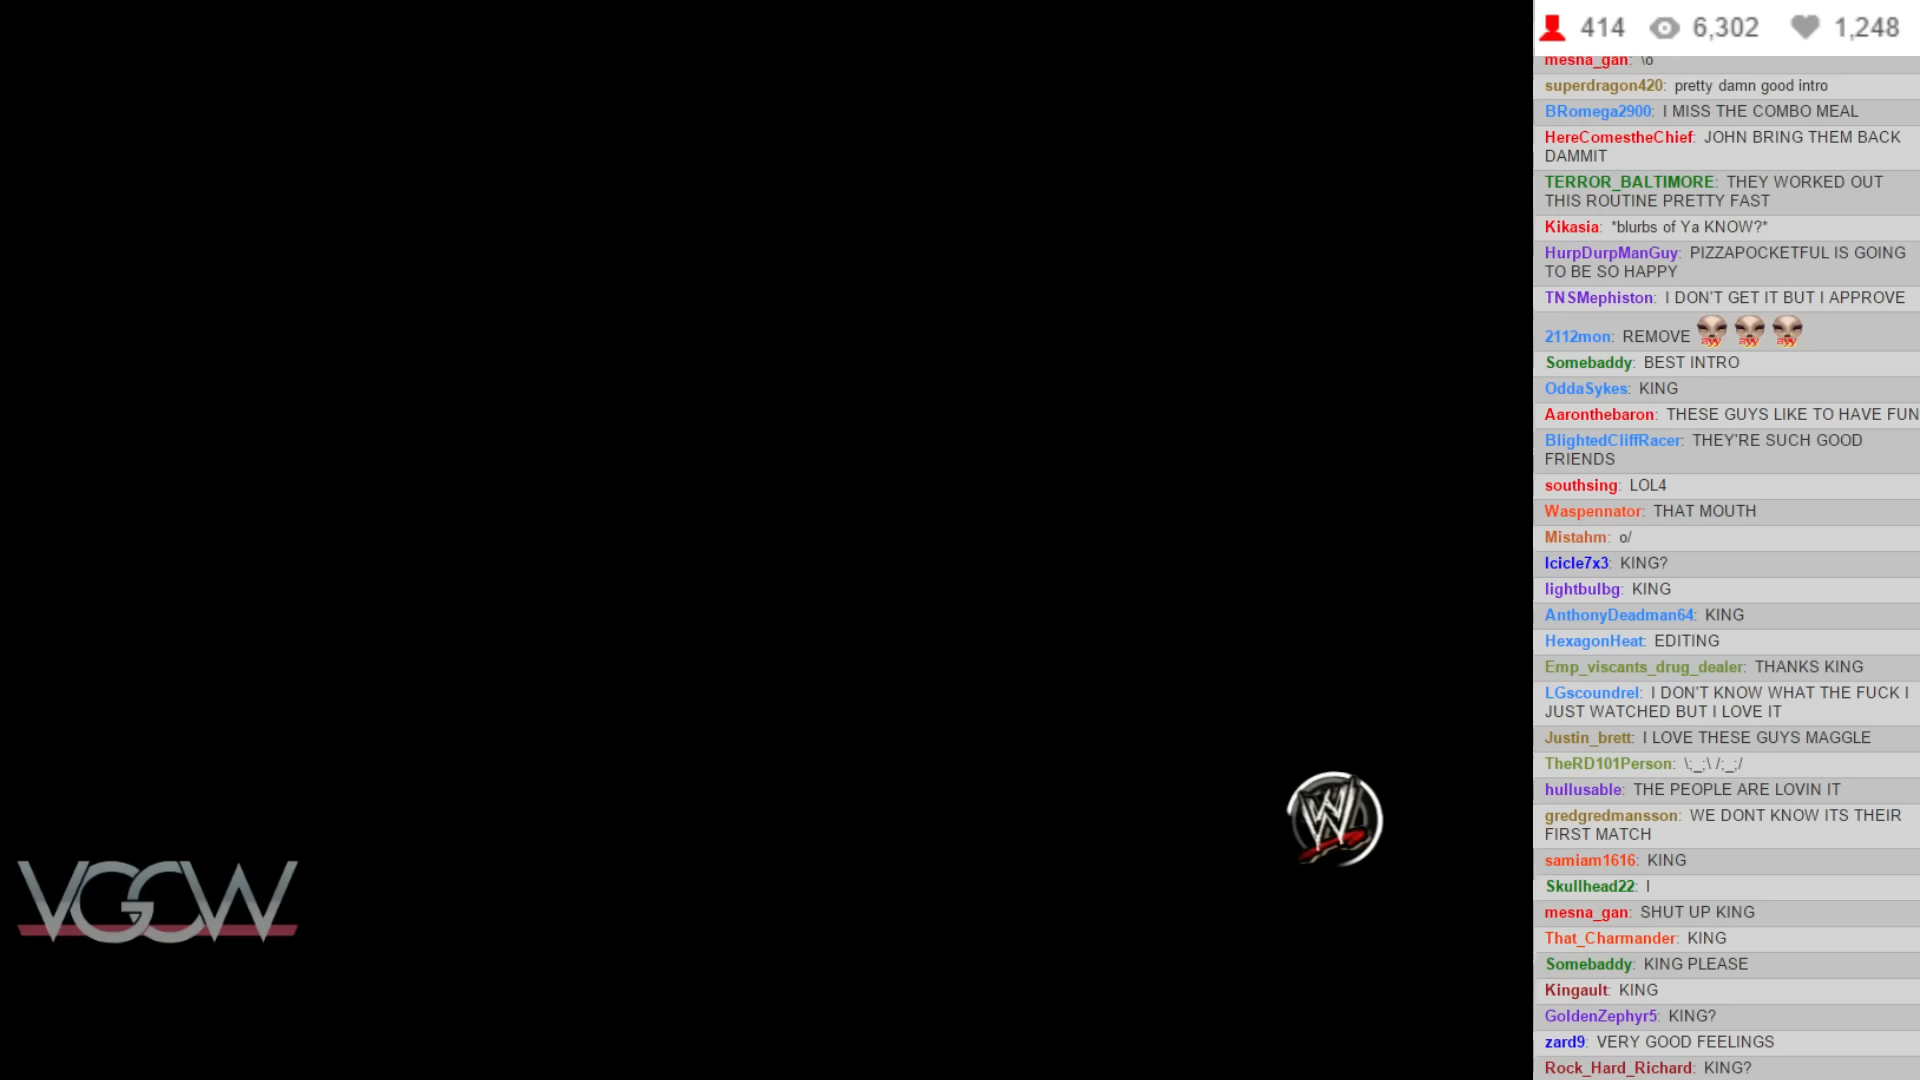 414 6,302 1,248
mesna_gan: \o
superdragon420: pretty damn good intro
BRomega2900: I MISS THE COMBO MEAL
HereComestheChief: JOHN BRING THEM BACK
DAMMIT
TERROR_BALTIMORE: THEY WORKED OUT
THIS ROUTINE PRETTY FAST
Kikasia: *blurbs of Ya KNOW?*
HurpDurpManGuy: PIZZAPOCKETFUL IS GOING
TO BE SO HAPPY
TNSMephiston: I DON'T GET IT BUT I APPROVE
2112mon: REMOVE ayy ayy ayy
Somebaddy: BEST INTRO
OddaSykes: KING
Aaronthebaron: THESE GUYS LIKE TO HAVE FUN
BlightedCliffRacer: THEY'RE SUCH GOOD
FRIENDS
southsing: LOL4
Waspennator: THAT MOUTH
Mistahm: o/
Icicle7x3: KING?
lightbulbg: KING
AnthonyDeadman64: KING
HexagonHeat: EDITING
Emp_viscants_drug_dealer: THANKS KING
LGscoundrel: I DON'T KNOW WHAT THE FUCK I
JUST WATCHED BUT I LOVE IT
Justin_brett: I LOVE THESE GUYS MAGGLE
TheRD101Person: \;_;\ /;_;/
hullusable: THE PEOPLE ARE LOVIN IT
gredgredmansson: WE DONT KNOW ITS THEIR
FIRST MATCH
samiam1616: KING
Skullhead22: I
mesna_gan: SHUT UP KING
That_Charmander: KING
Somebaddy: KING PLEASE
Kingault: KING
GoldenZephyr5: KING?
zard9: VERY GOOD FEELINGS
Rock_Hard_Richard: KING?
W
VGCW